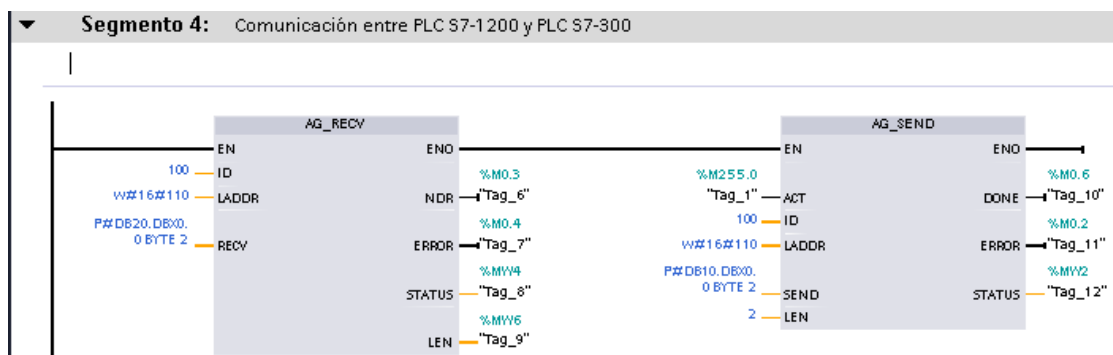 Segmento 4: Comunicación entre PLC S7-1200 y PLC S7-300
AG_RECV
EN
ENO
100
ID
%M0.3
W#16#110
LADDR
NDR
"Tag_6"
P#DB20.DBX0.
0 BYTE 2
RECV
%M0.4
ERROR
"Tag_7"
%MW4
STATUS
"Tag_8"
%MW6
LEN
"Tag_9"
AG_SEND
EN
ENO
%M255.0
"Tag_1"
ACT
%M0.6
DONE
"Tag_10"
100
ID
W#16#110
LADDR
%M0.2
ERROR
"Tag_11"
P#DB10.DBX0.
0 BYTE 2
SEND
%MW2
STATUS
"Tag_12"
2
LEN